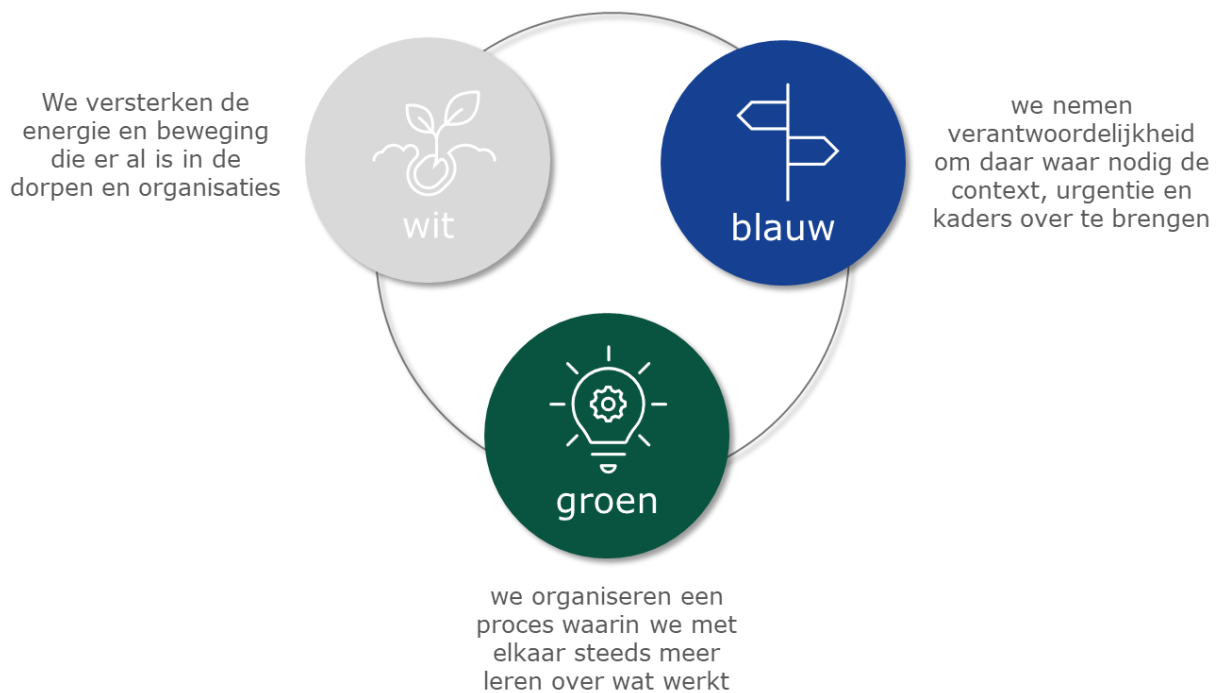 We versterken de
energie en beweging
die er al is in de
dorpen en organisaties
wit
blauw
we nemen
verantwoordelijkheid
om daar waar nodig de
context, urgentie en
kaders over te brengen
groen
we organiseren een
proces waarin we met
elkaar steeds meer
leren over wat werkt